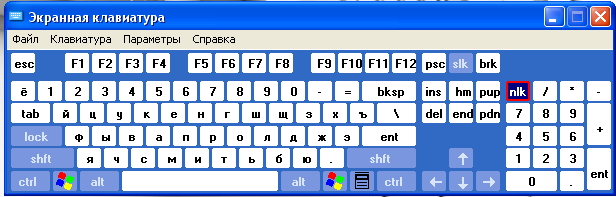 Экранная клавиатура
Файл Клавиатура Параметры Справка
esc F1 F2 F3 F4 F5 F6 F7 F8 F9 F10 F11 F12 psc slk brk
ё 1 2 3 4 5 6 7 8 9 0 - = bksp ins hm pup nlk / * -
tab й ц у к е н г ш щ з х ъ \ del end pdn 7 8 9 +
lock ф ы в а п р о л д ж э ent 4 5 6
shft я ч с м и т ь б ю . shft ↑ 1 2 3 ent
ctrl alt alt ctrl ← ↓ → 0 .